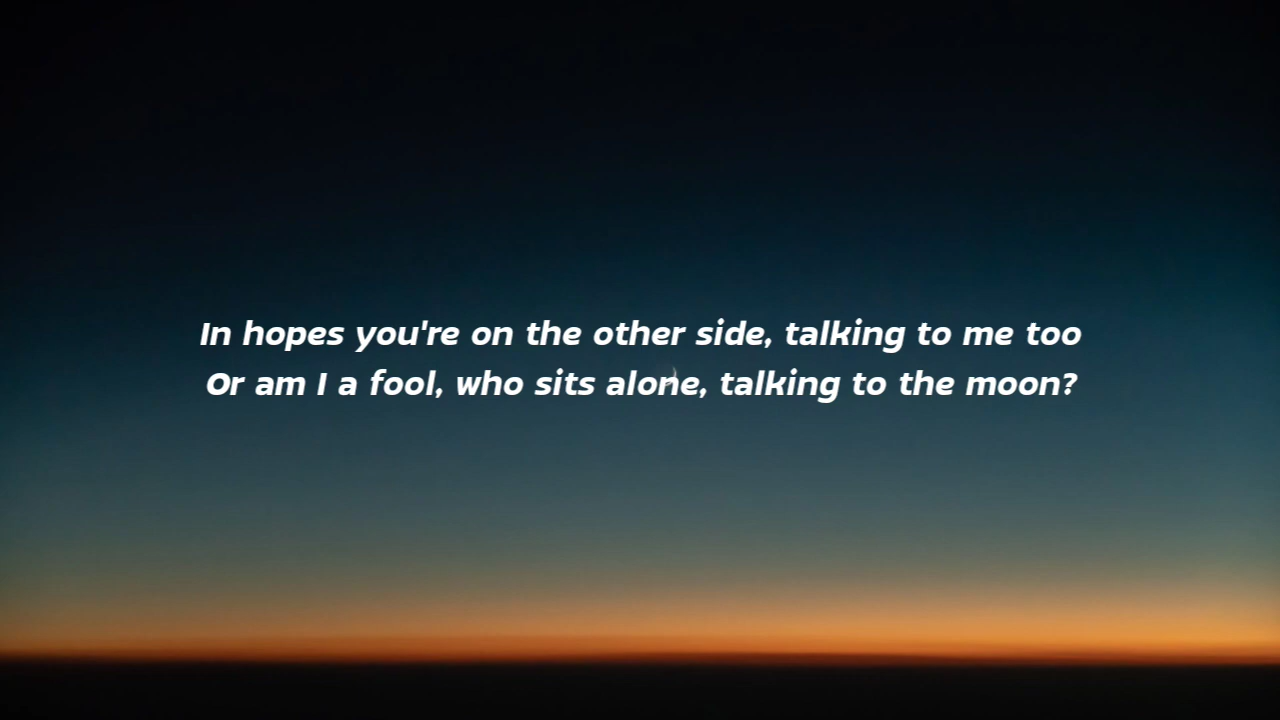 In hopes you're on the other side, talking to me too
Or am I a fool, who sits alone, talking to the moon?